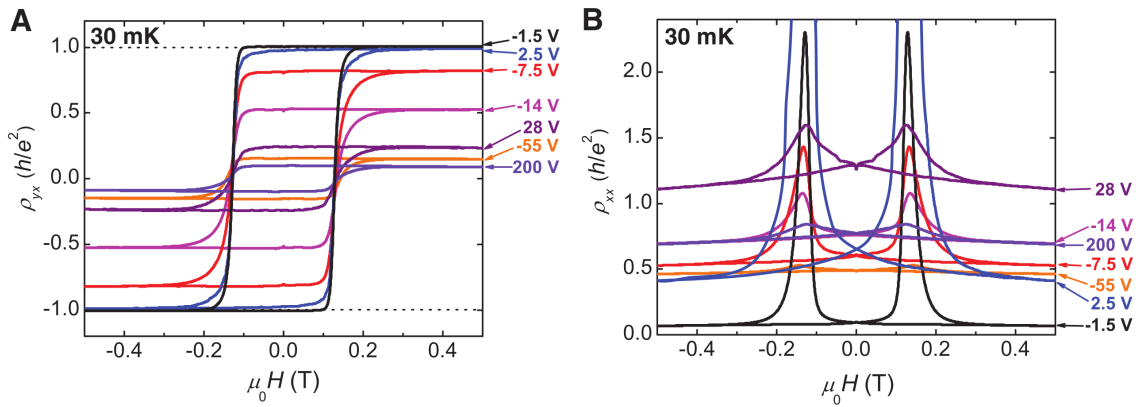 A
30 mK
1.0
0.5
0.0
-0.5
-1.0
ρyx (h/e²)
-0.4
-0.2
0.0
0.2
0.4
μ₀H (T)
-1.5 V
2.5 V
-7.5 V
-14 V
28 V
-55 V
200 V
B
30 mK
2.0
1.5
1.0
0.5
0.0
ρxx (h/e²)
-0.4
-0.2
0.0
0.2
0.4
μ₀H (T)
28 V
-14 V
200 V
-7.5 V
-55 V
2.5 V
-1.5 V